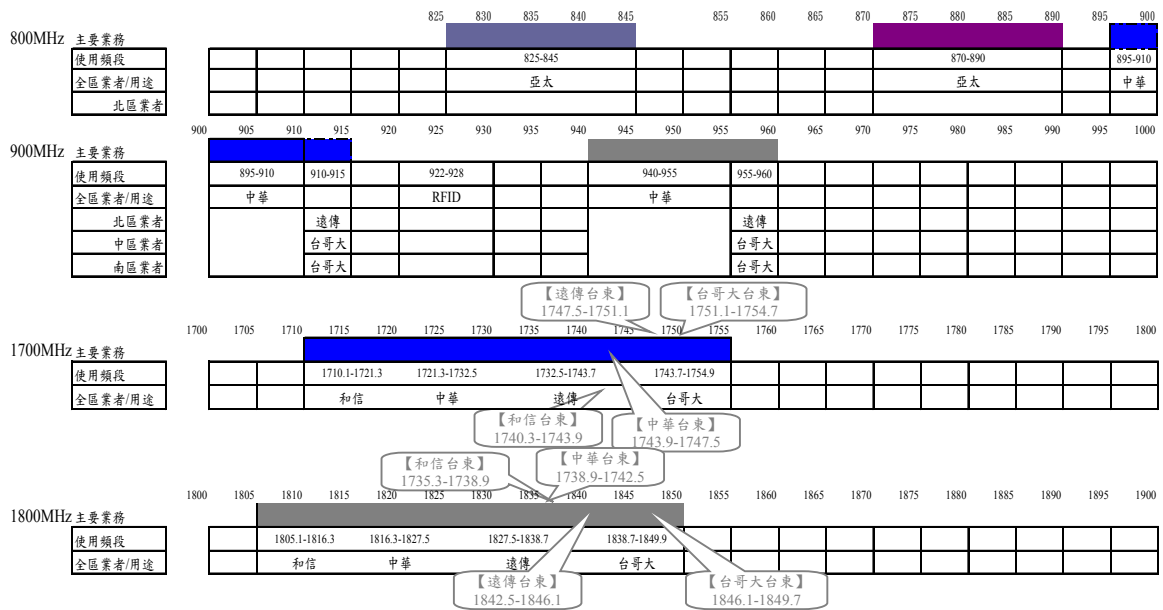 825 830 835 840 845 850 855 860 865 870 875 880 885 890 895 900
800MHz 主要業務
使用頻段 825-845 870-890 895-910
全區業者/用途 亞太 亞太 中華
北區業者
900 905 910 915 920 925 930 935 940 945 950 955 960 965 970 975 980 985 990 995 1000
900MHz 主要業務
使用頻段 895-910 910-915 922-928 940-955 955-960
全區業者/用途 中華 RFID 中華
北區業者 遠傳 遠傳
中區業者 台哥大 台哥大
南區業者 台哥大 台哥大
【遠傳台東】 【台哥大台東】
1747.5-1751.1 1751.1-1754.7
1700 1705 1710 1715 1720 1725 1730 1735 1740 1745 1750 1755 1760 1765 1770 1775 1780 1785 1790 1795 1800
1700MHz 主要業務
使用頻段 1710.1-1721.3 1721.3-1732.5 1732.5-1743.7 1743.7-1754.9
全區業者/用途 和信 中華 遠傳 台哥大
【和信台東】 【中華台東】
1740.3-1743.9 1743.9-1747.5
【和信台東】 【中華台東】
1735.3-1738.9 1738.9-1742.5
1800 1805 1810 1815 1820 1825 1830 1835 1840 1845 1850 1855 1860 1865 1870 1875 1880 1885 1890 1895 1900
1800MHz 主要業務
使用頻段 1805.1-1816.3 1816.3-1827.5 1827.5-1838.7 1838.7-1849.9
全區業者/用途 和信 中華 遠傳 台哥大
【遠傳台東】 【台哥大台東】
1842.5-1846.1 1846.1-1849.7